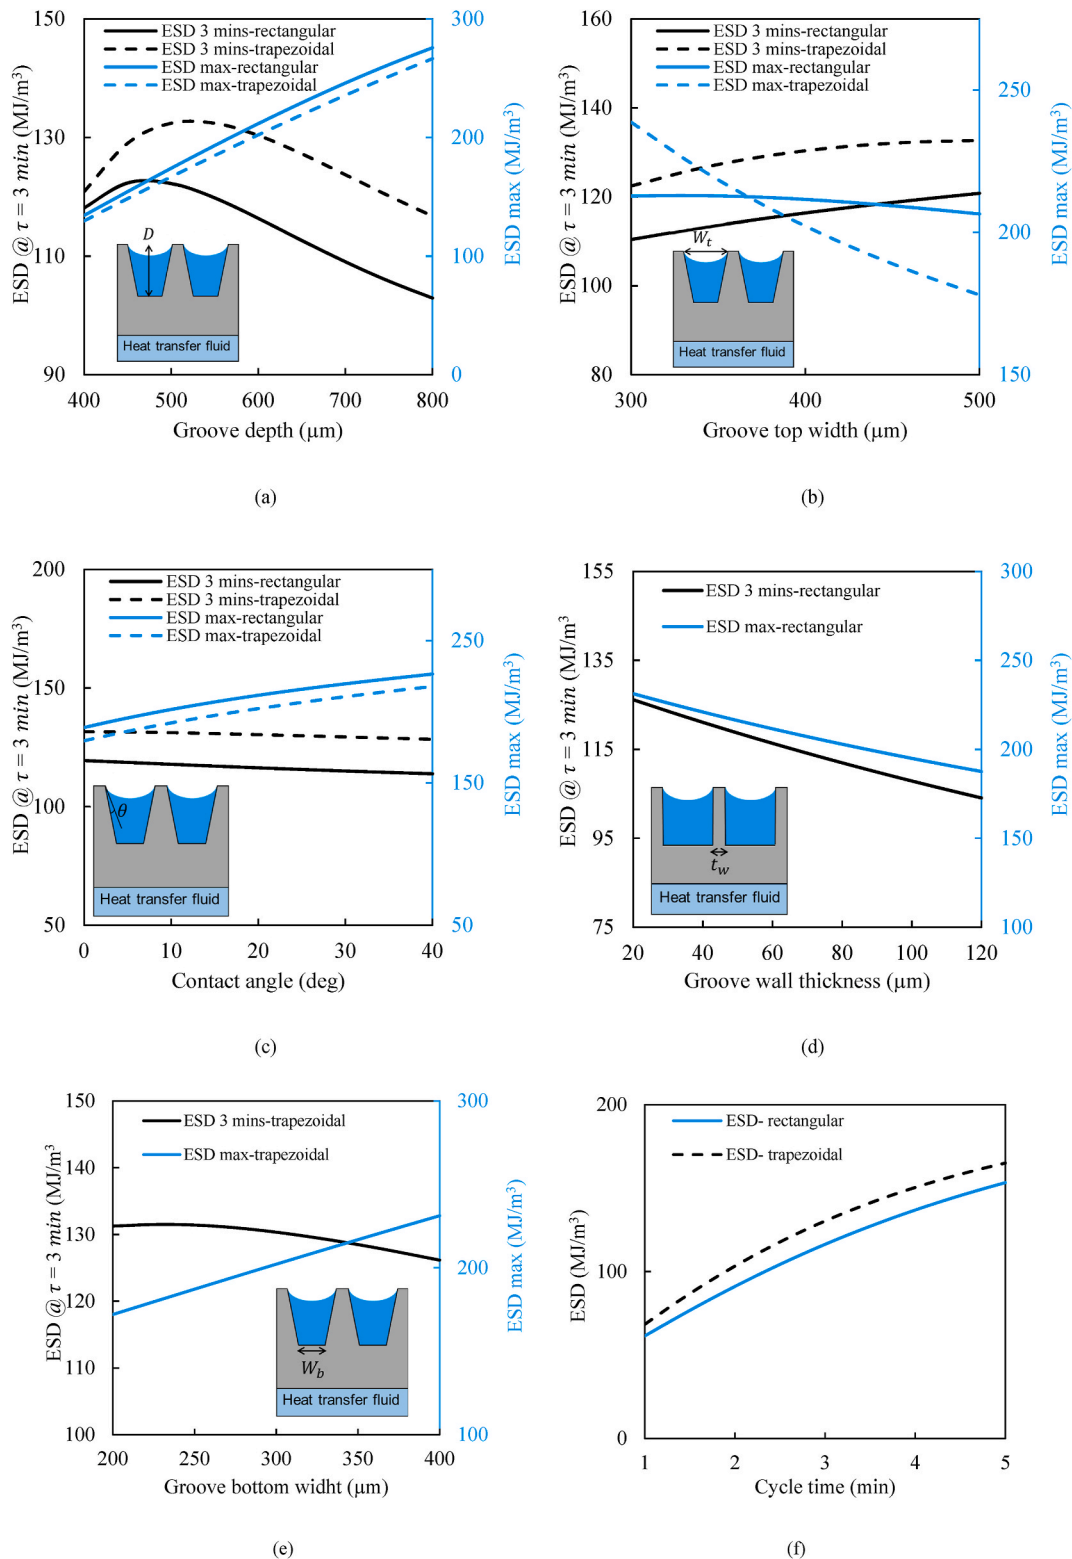 ESD 3 mins-rectangular
ESD 3 mins-trapezoidal
ESD max-rectangular
ESD max-trapezoidal
150
130
110
90
ESD @ τ = 3 min (MJ/m³)
300
200
100
0
ESD max (MJ/m³)
D
Heat transfer fluid
400 500 600 700 800
Groove depth (μm)
(a)
ESD 3 mins-rectangular
ESD 3 mins-trapezoidal
ESD max-rectangular
ESD max-trapezoidal
160
140
120
100
80
ESD @ τ = 3 min (MJ/m³)
250
200
150
ESD max (MJ/m³)
W_t
Heat transfer fluid
300 400 500
Groove top width (μm)
(b)
ESD 3 mins-rectangular
ESD 3 mins-trapezoidal
ESD max-rectangular
ESD max-trapezoidal
200
150
100
50
ESD @ τ = 3 min (MJ/m³)
250
150
50
ESD max (MJ/m³)
θ
Heat transfer fluid
0 10 20 30 40
Contact angle (deg)
(c)
ESD 3 mins-rectangular
ESD max-rectangular
155
135
115
95
75
ESD @ τ = 3 min (MJ/m³
300
250
200
150
100
ESD max (MJ/m³)
t_w
Heat transfer fluid
20 40 60 80 100 120
Groove wall thickness (μm)
(d)
ESD 3 mins-trapezoidal
ESD max-trapezoidal
150
140
130
120
110
100
ESD @ τ = 3 min (MJ/m³)
300
200
100
ESD max (MJ/m³)
W_b
Heat transfer fluid
200 250 300 350 400
Groove bottom widht (μm)
(e)
ESD- rectangular
ESD- trapezoidal
200
100
0
ESD (MJ/m³)
1 2 3 4 5
Cycle time (min)
(f)